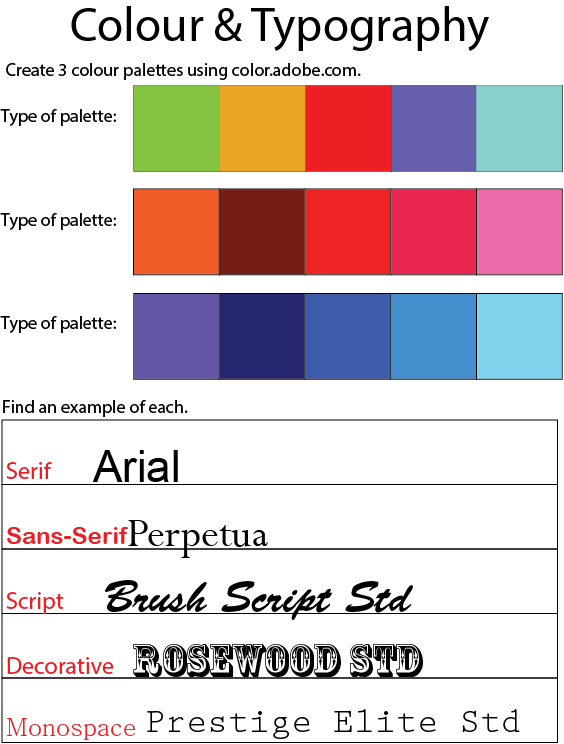 Colour & Typography
Create 3 colour palettes using color.adobe.com.
Type of palette:
Type of palette:
Type of palette:
Find an example of each.
Serif Arial
Sans-Serif Perpetua
Script Brush Script Std
Decorative ROSEWOOD STD
Monospace Prestige Elite Std